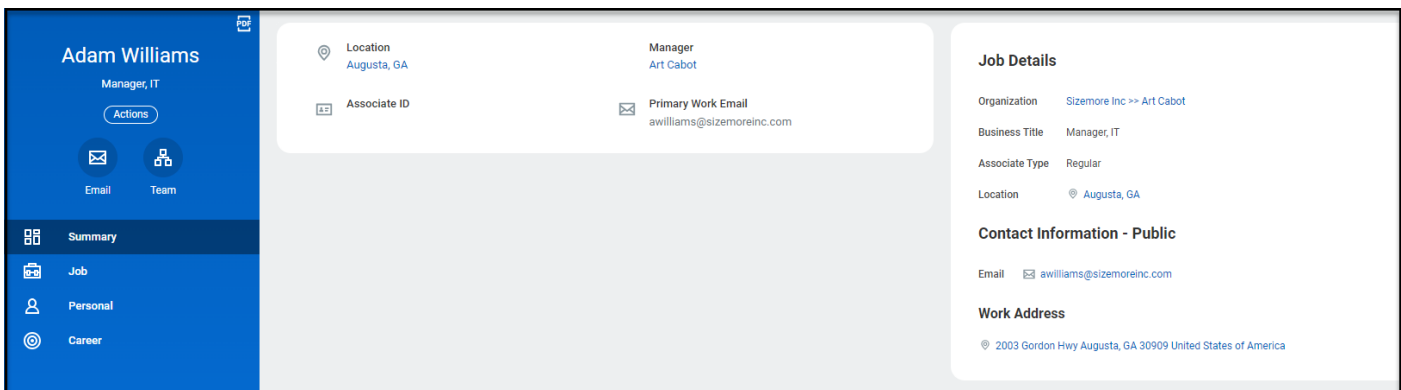 PDF
Adam Williams
Manager, IT
Actions
Email Team
Summary
Job
Personal
Career
Location
Augusta, GA
Manager
Art Cabot
Associate ID
Primary Work Email
awilliams@sizemoreinc.com
Job Details
Organization Sizemore Inc >> Art Cabot
Business Title Manager, IT
Associate Type Regular
Location Augusta, GA
Contact Information - Public
Email awilliams@sizemoreinc.com
Work Address
2003 Gordon Hwy Augusta, GA 30909 United States of America